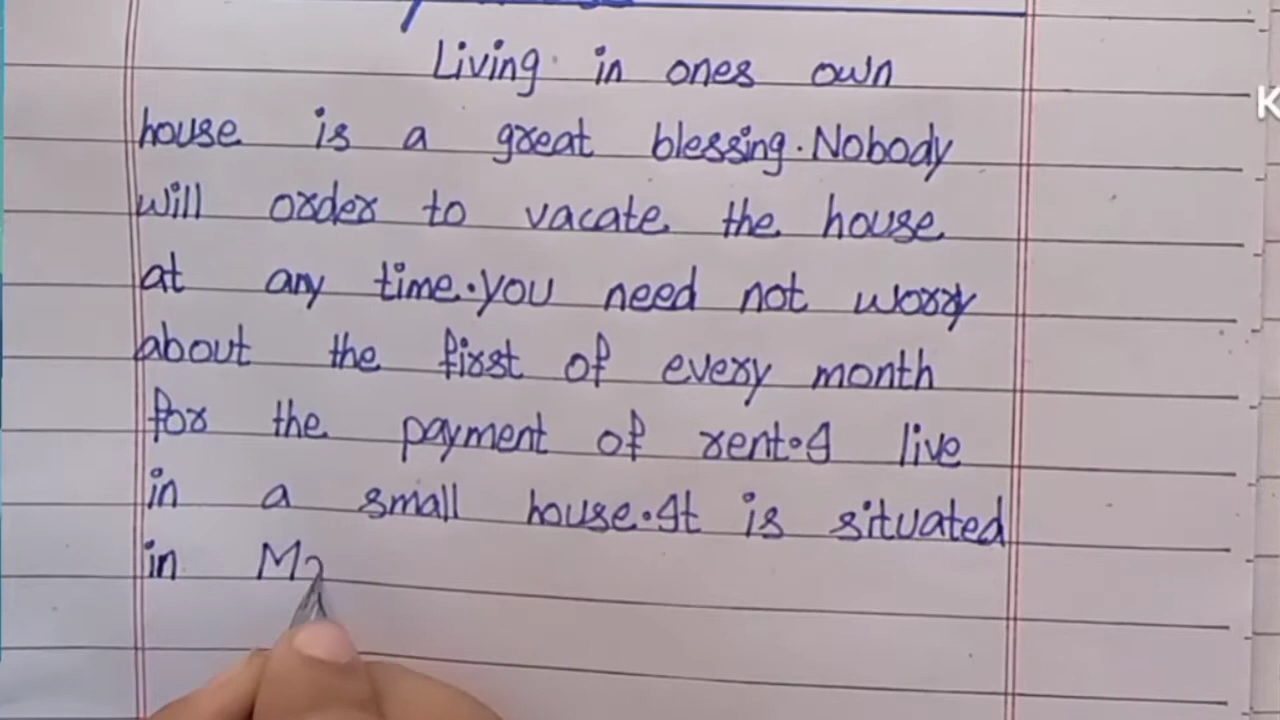 Living in ones own
house is a great blessing. Nobody
will order to vacate the house
at any time. you need not worry
about the first of every month
for the payment of rent. I live
in a small house. It is situated
in
K